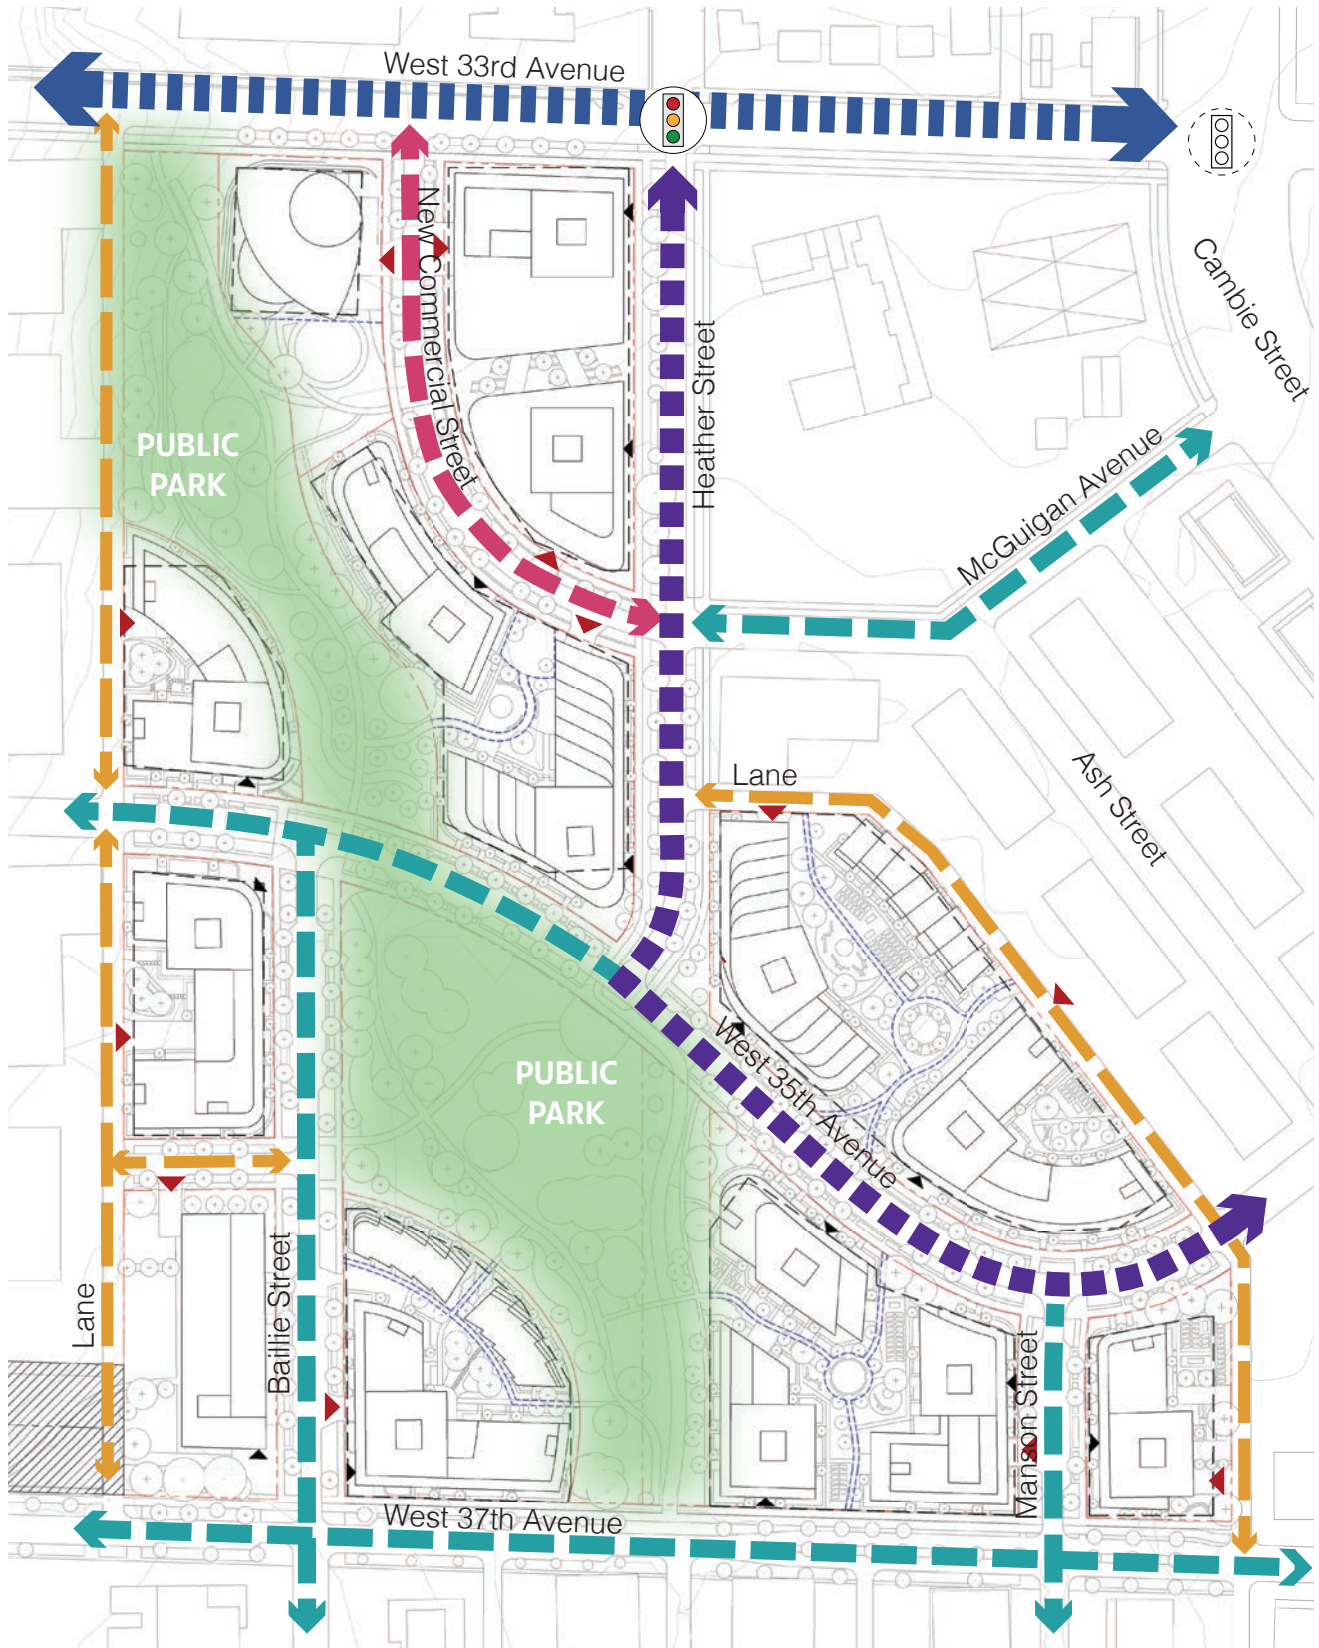 West 33rd Avenue
New Commercial Street
Cambie Street
Heather Street
PUBLIC
PARK
McGuigan Avenue
Lane
Ash Street
West 35th Avenue
PUBLIC
PARK
Lane
Bailie Street
Manson Street
West 37th Avenue